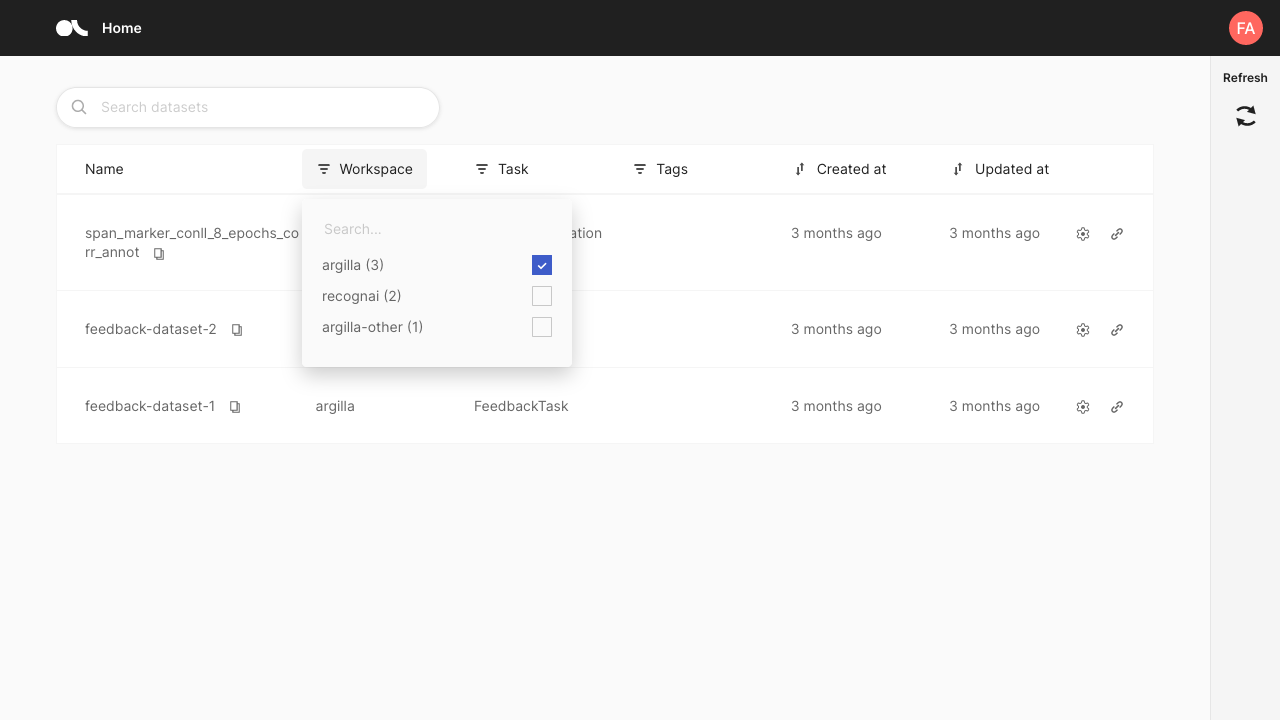 Home
FA
Refresh
Search datasets
Name Workspace Task Tags Created at Updated at
span_marker_conll_8_epochs_co
rr_annot
ation 3 months ago 3 months ago
Search...
argilla (3)
recognai (2)
argilla-other (1)
feedback-dataset-2 3 months ago 3 months ago
feedback-dataset-1 argilla FeedbackTask 3 months ago 3 months ago